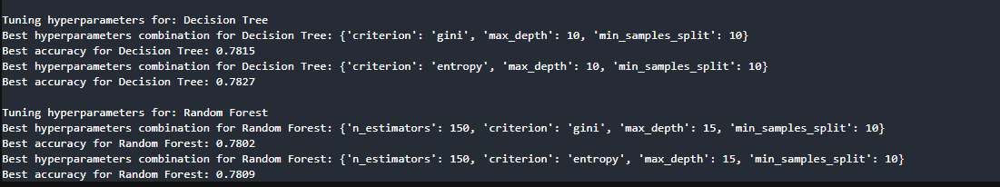 Tuning hyperparameters for: Decision Tree
Best hyperparameters combination for Decision Tree: {'criterion': 'gini', 'max_depth': 10, 'min_samples_split': 10}
Best accuracy for Decision Tree: 0.7815
Best hyperparameters combination for Decision Tree: {'criterion': 'entropy', 'max_depth': 10, 'min_samples_split': 10}
Best accuracy for Decision Tree: 0.7827
Tuning hyperparameters for: Random Forest
Best hyperparameters combination for Random Forest: {'n_estimators': 150, 'criterion': 'gini', 'max_depth': 15, 'min_samples_split': 10}
Best accuracy for Random Forest: 0.7802
Best hyperparameters combination for Random Forest: {'n_estimators': 150, 'criterion': 'entropy', 'max_depth': 15, 'min_samples_split': 10}
Best accuracy for Random Forest: 0.7809